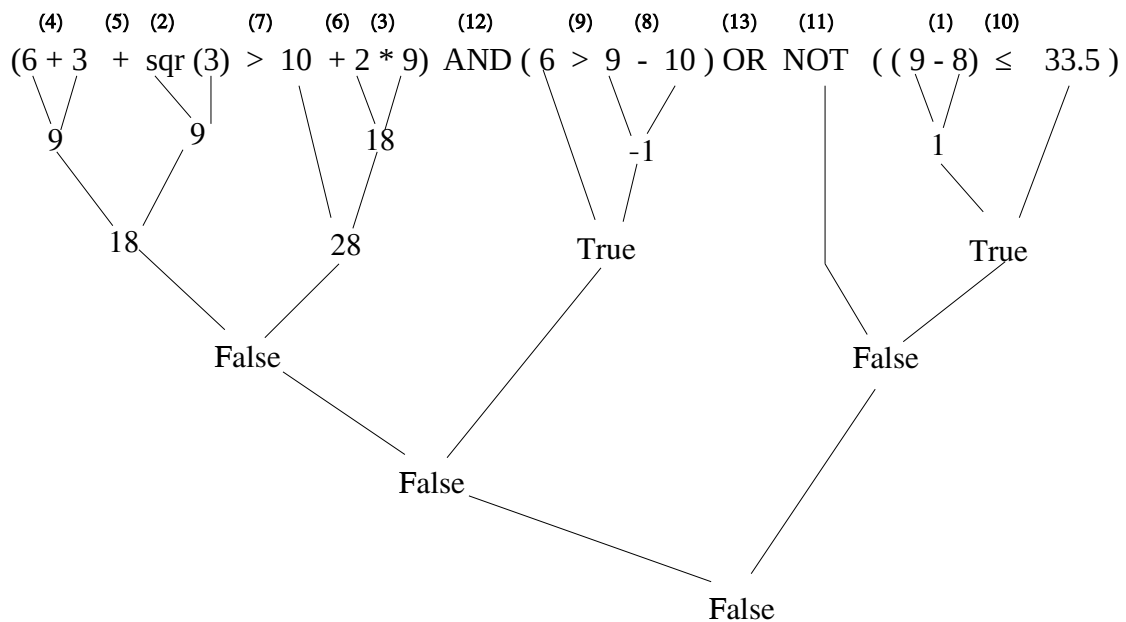 (4) (5) (2) (7) (6) (3) (12) (9) (8) (13) (11) (1) (10)
(6 + 3 + sqr (3) > 10 + 2 * 9) AND ( 6 > 9 - 10 ) OR NOT ( ( 9 - 8) ≤ 33.5 )
9 9 18 -1 1
18 28 True True
False False
False
False